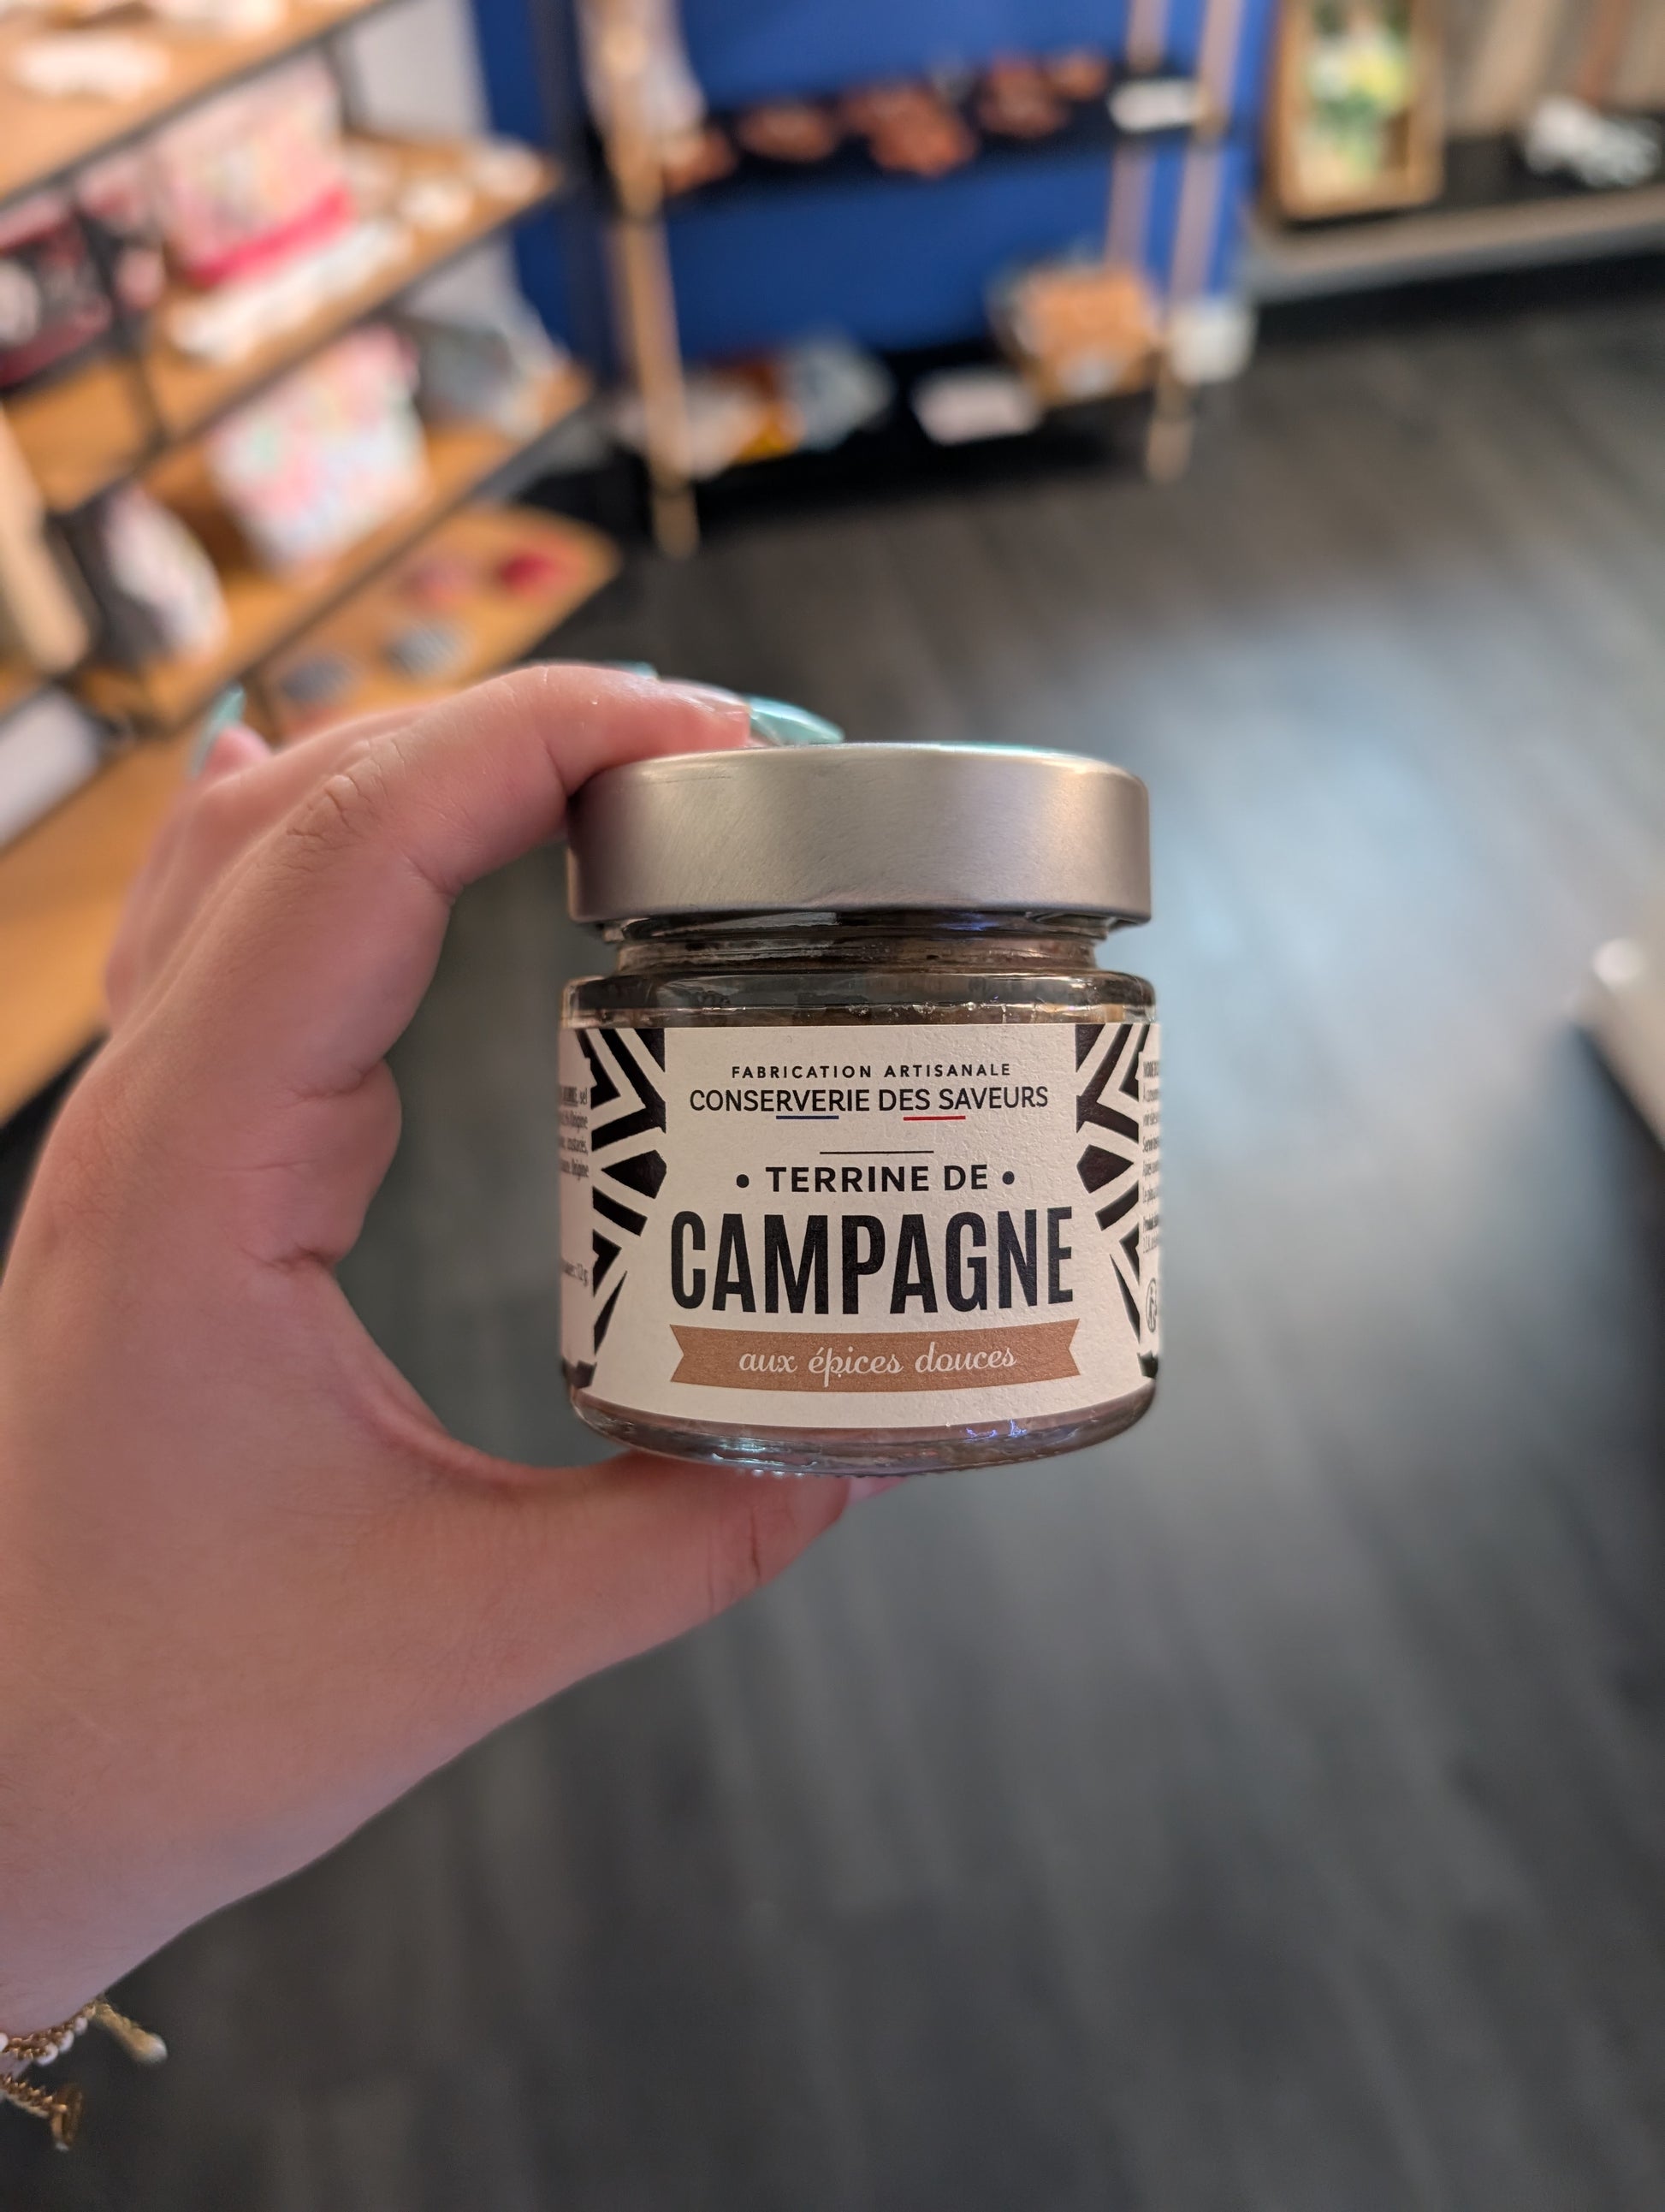 FABRICATION ARTISANALE
CONSERVERIE DES SAVEURS
• TERRINE DE •
CAMPAGNE
aux épices douces